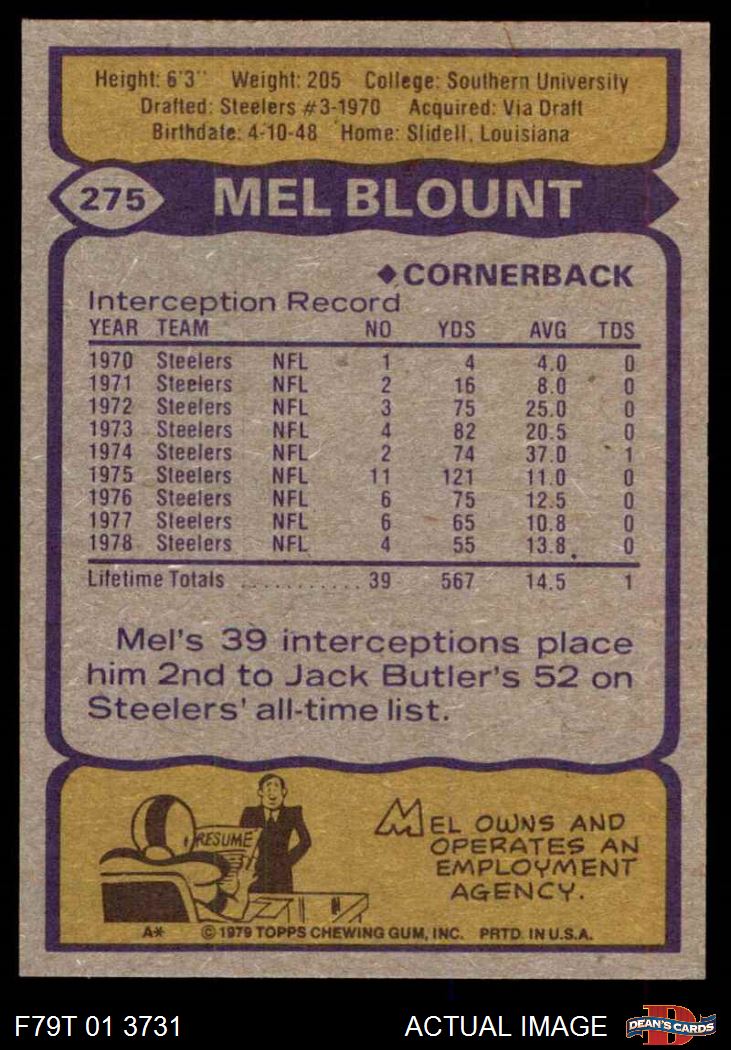 Height: 6'3" Weight: 205 College: Southern University
Drafted: Steelers #3-1970 Acquired: Via Draft
Birthdate: 4-10-48 Home: Slidell, Louisiana
275 MEL BLOUNT
◆CORNERBACK
Interception Record
YEAR TEAM NO YDS AVG TDS
1970 Steelers NFL 1 4 4.0 0
1971 Steelers NFL 2 16 8.0 0
1972 Steelers NFL 3 75 25.0 0
1973 Steelers NFL 4 82 20.5 0
1974 Steelers NFL 2 74 37.0 1
1975 Steelers NFL 11 121 11.0 0
1976 Steelers NFL 6 75 12.5 0
1977 Steelers NFL 6 65 10.8 0
1978 Steelers NFL 4 55 13.8 0
Lifetime Totals ........... 39 567 14.5 1
Mel's 39 interceptions place
him 2nd to Jack Butler's 52 on
Steelers' all-time list.
RESUME
MEL OWNS AND
OPERATES AN
EMPLOYMENT
AGENCY.
A* © 1979 TOPPS CHEWING GUM, INC. PRTD. IN U.S.A.
F79T 01 3731 ACTUAL IMAGE D DEAN'S CARDS